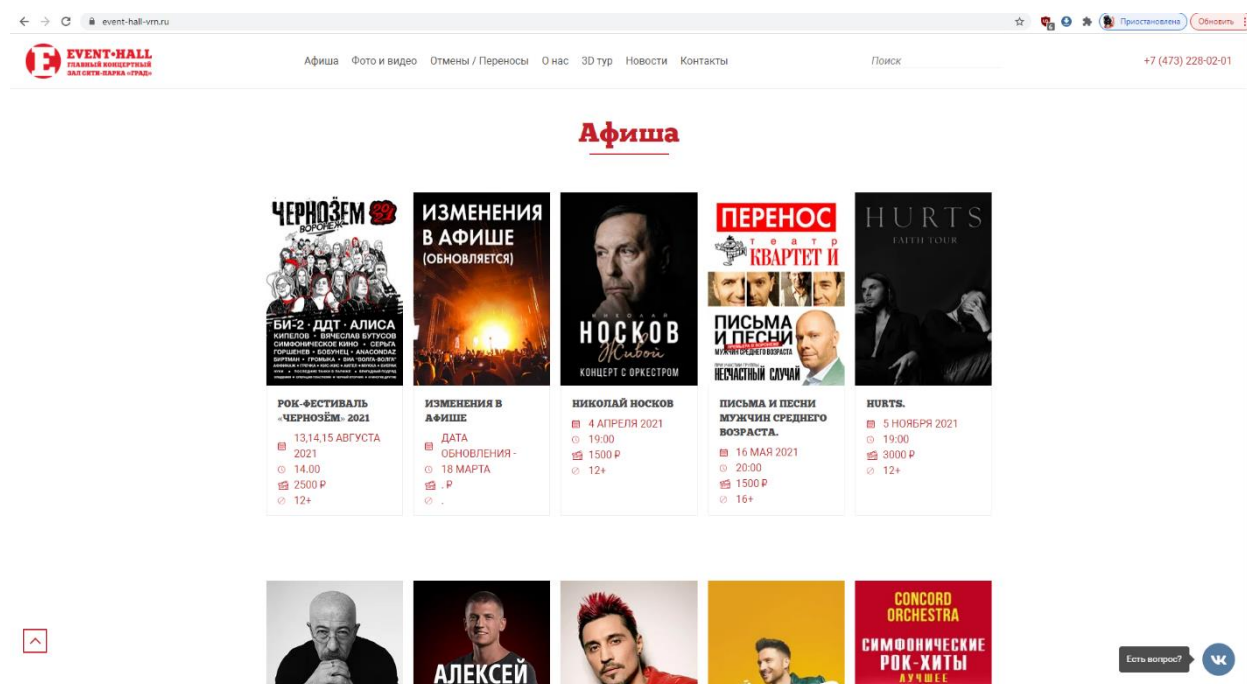 event-hall-vrn.ru
Приостановлена
Обновить
EVENT•HALL
ГЛАВНЫЙ КОНЦЕРТНЫЙ
ЗАЛ СИТИ-ПАРКА «ГРАД»
Афиша Фото и видео Отмены / Переносы О нас 3D тур Новости Контакты
Поиск
+7 (473) 228-02-01
Афиша
ЧЕРНОЗЁМ 2021
ВОРОНЕЖ
БИ-2 • ДДТ • АЛИСА
КИПЕЛОВ • ВЯЧЕСЛАВ БУТУСОВ
СИМФОНИЧЕСКОЕ КИНО • СЕРЬГА
ГОРШЕНЕВ • БОБУНЕЦ • ANACONDAZ
РОК-ФЕСТИВАЛЬ
«ЧЕРНОЗЁМ» 2021
13,14,15 АВГУСТА
2021
14.00
2500 ₽
12+
ИЗМЕНЕНИЯ
В АФИШЕ
(ОБНОВЛЯЕТСЯ)
ИЗМЕНЕНИЯ В
АФИШЕ
ДАТА
ОБНОВЛЕНИЯ -
18 МАРТА
. ₽
.
НИКОЛАЙ
НОСКОВ
Живой
КОНЦЕРТ С ОРКЕСТРОМ
НИКОЛАЙ НОСКОВ
4 АПРЕЛЯ 2021
19:00
1500 ₽
12+
ПЕРЕНОС
театр
КВАРТЕТ И
ПИСЬМА
И ПЕСНИ
МУЖЧИН СРЕДНЕГО ВОЗРАСТА
НЕСЧАСТНЫЙ СЛУЧАЙ
ПИСЬМА И ПЕСНИ
МУЖЧИН СРЕДНЕГО
ВОЗРАСТА.
16 МАЯ 2021
20:00
1500 ₽
16+
HURTS
FAITH TOUR
HURTS.
5 НОЯБРЯ 2021
19:00
3000 ₽
12+
АЛЕКСЕЙ
CONCORD
ORCHESTRA
СИМФОНИЧЕСКИЕ
РОК-ХИТЫ
ЛУЧШЕЕ
Есть вопрос?